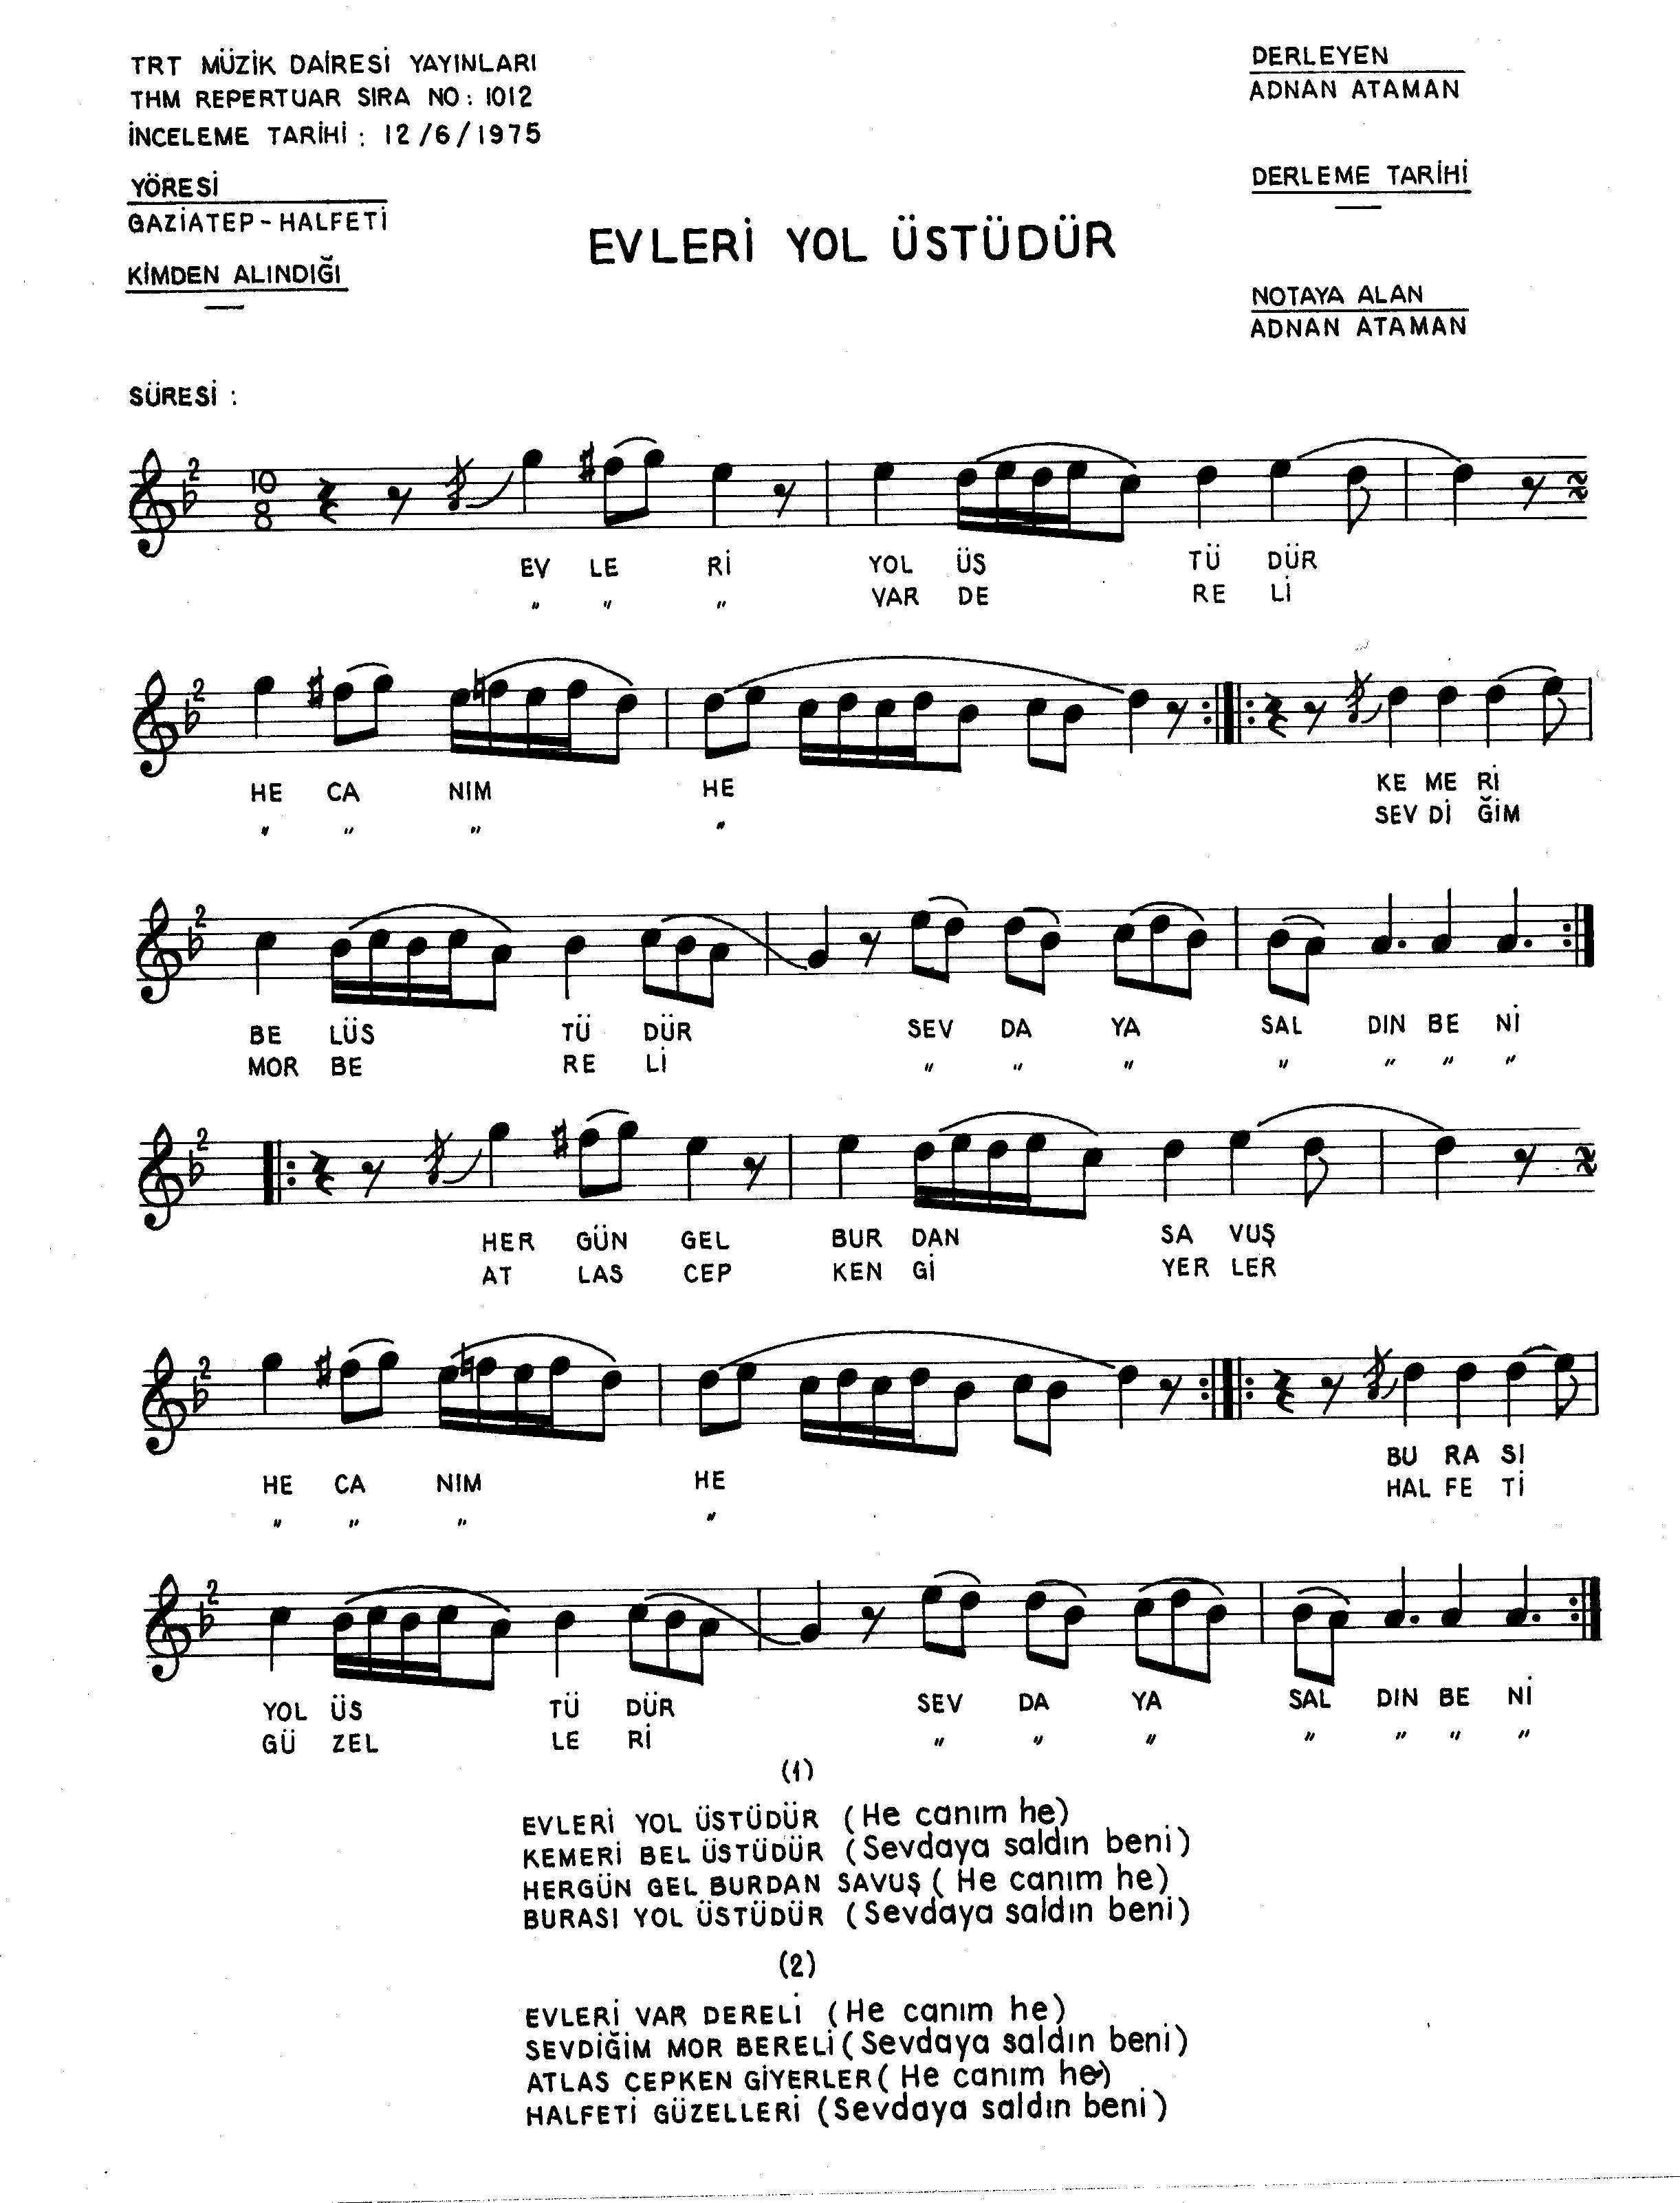 TRT MÜZİK DAİRESİ YAYINLARI
THM REPERTUAR SIRA NO: 1012
İNCELEME TARİHİ : 12/6/1975
DERLEYEN
ADNAN ATAMAN
YÖRESİ
GAZİATEP-HALFETİ
DERLEME TARİHİ
—
EVLERİ YOL ÜSTÜDÜR
KİMDEN ALINDIĞI
—
NOTAYA ALAN
ADNAN ATAMAN
SÜRESİ :
2
10
8
EV LE Rİ YOL ÜS TÜ DÜR
" " " VAR DE RE Lİ
2
HE CA NIM HE KE ME Rİ
" " " " SEV Dİ ĞİM
2
BE LÜS TÜ DÜR SEV DA YA SAL DIN BE Nİ
MOR BE RE Lİ " " " " " " "
2
HER GÜN GEL BUR DAN SA VUŞ
AT LAS CEP KEN Gİ YER LER
2
HE CA NIM HE BU RA SI
" " " " HAL FE Tİ
2
YOL ÜS TÜ DÜR SEV DA YA SAL DIN BE Nİ
GÜ ZEL LE Rİ " " " " " " "
(1)
EVLERİ YOL ÜSTÜDÜR (He canım he)
KEMERİ BEL ÜSTÜDÜR (Sevdaya saldın beni)
HERGÜN GEL BURDAN SAVUŞ ( He canım he)
BURASI YOL ÜSTÜDÜR (Sevdaya saldın beni)
(2)
EVLERİ VAR DERELİ (He canım he)
SEVDİĞİM MOR BERELİ (Sevdaya saldın beni)
ATLAS CEPKEN GİYERLER ( He canım he)
HALFETİ GÜZELLERİ (Sevdaya saldın beni)